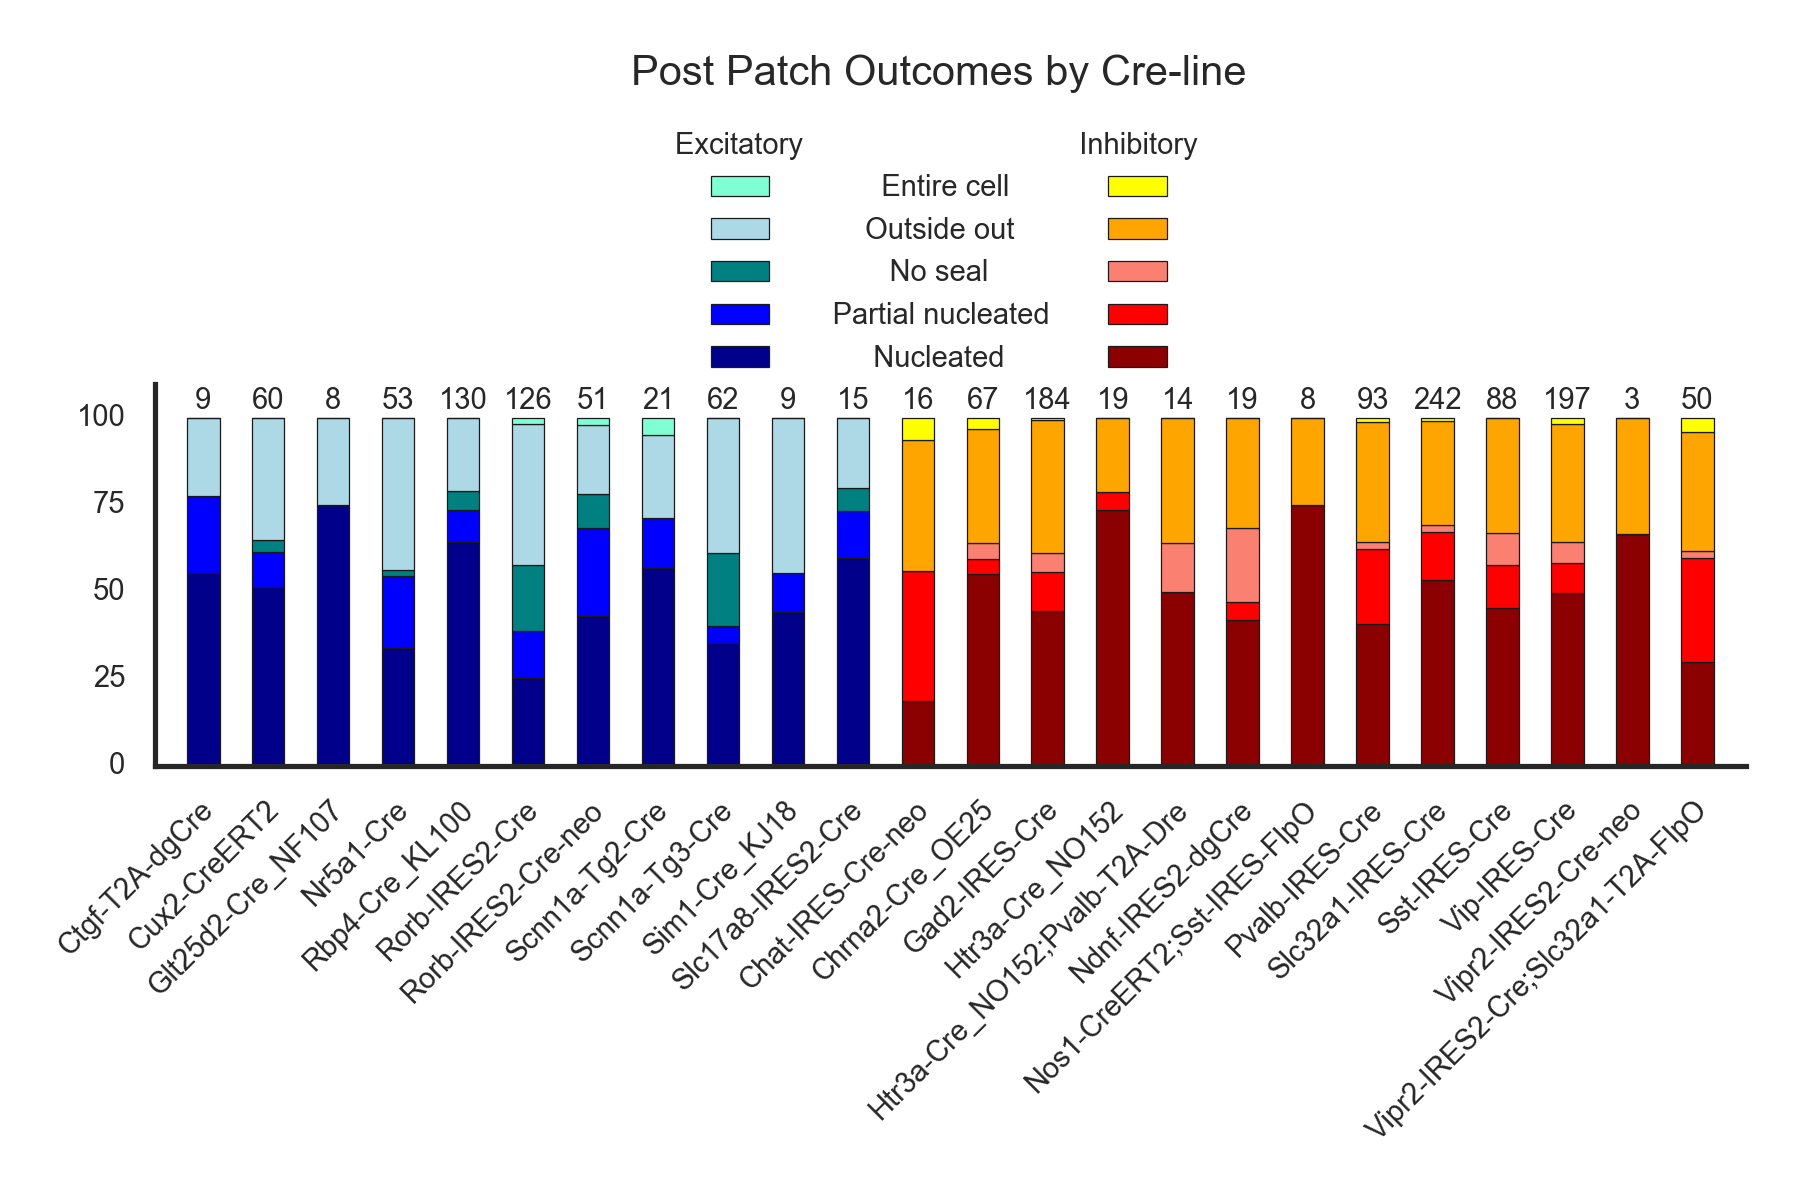 Post Patch Outcomes by Cre-line
Excitatory Inhibitory
Entire cell
Outside out
No seal
Partial nucleated
Nucleated
9 60 8 53 130 126 51 21 62 9 15 16 67 184 19 14 19 8 93 242 88 197 3 50
100
75
50
25
0
Ctgf-T2A-dgCre
Cux2-CreERT2
Glt25d2-Cre_NF107
Nr5a1-Cre
Rbp4-Cre_KL100
Rorb-IRES2-Cre
Rorb-IRES2-Cre-neo
Scnn1a-Tg2-Cre
Scnn1a-Tg3-Cre
Sim1-Cre_KJ18
Slc17a8-IRES2-Cre
Chat-IRES-Cre-neo
Chrna2-Cre_OE25
Gad2-IRES-Cre
Htr3a-Cre_NO152
Htr3a-Cre_NO152;Pvalb-T2A-Dre
Ndnf-IRES2-dgCre
Nos1-CreERT2;Sst-IRES-FlpO
Pvalb-IRES-Cre
Slc32a1-IRES-Cre
Sst-IRES-Cre
Vip-IRES-Cre
Vipr2-IRES2-Cre-neo
Vipr2-IRES2-Cre;Slc32a1-T2A-FlpO